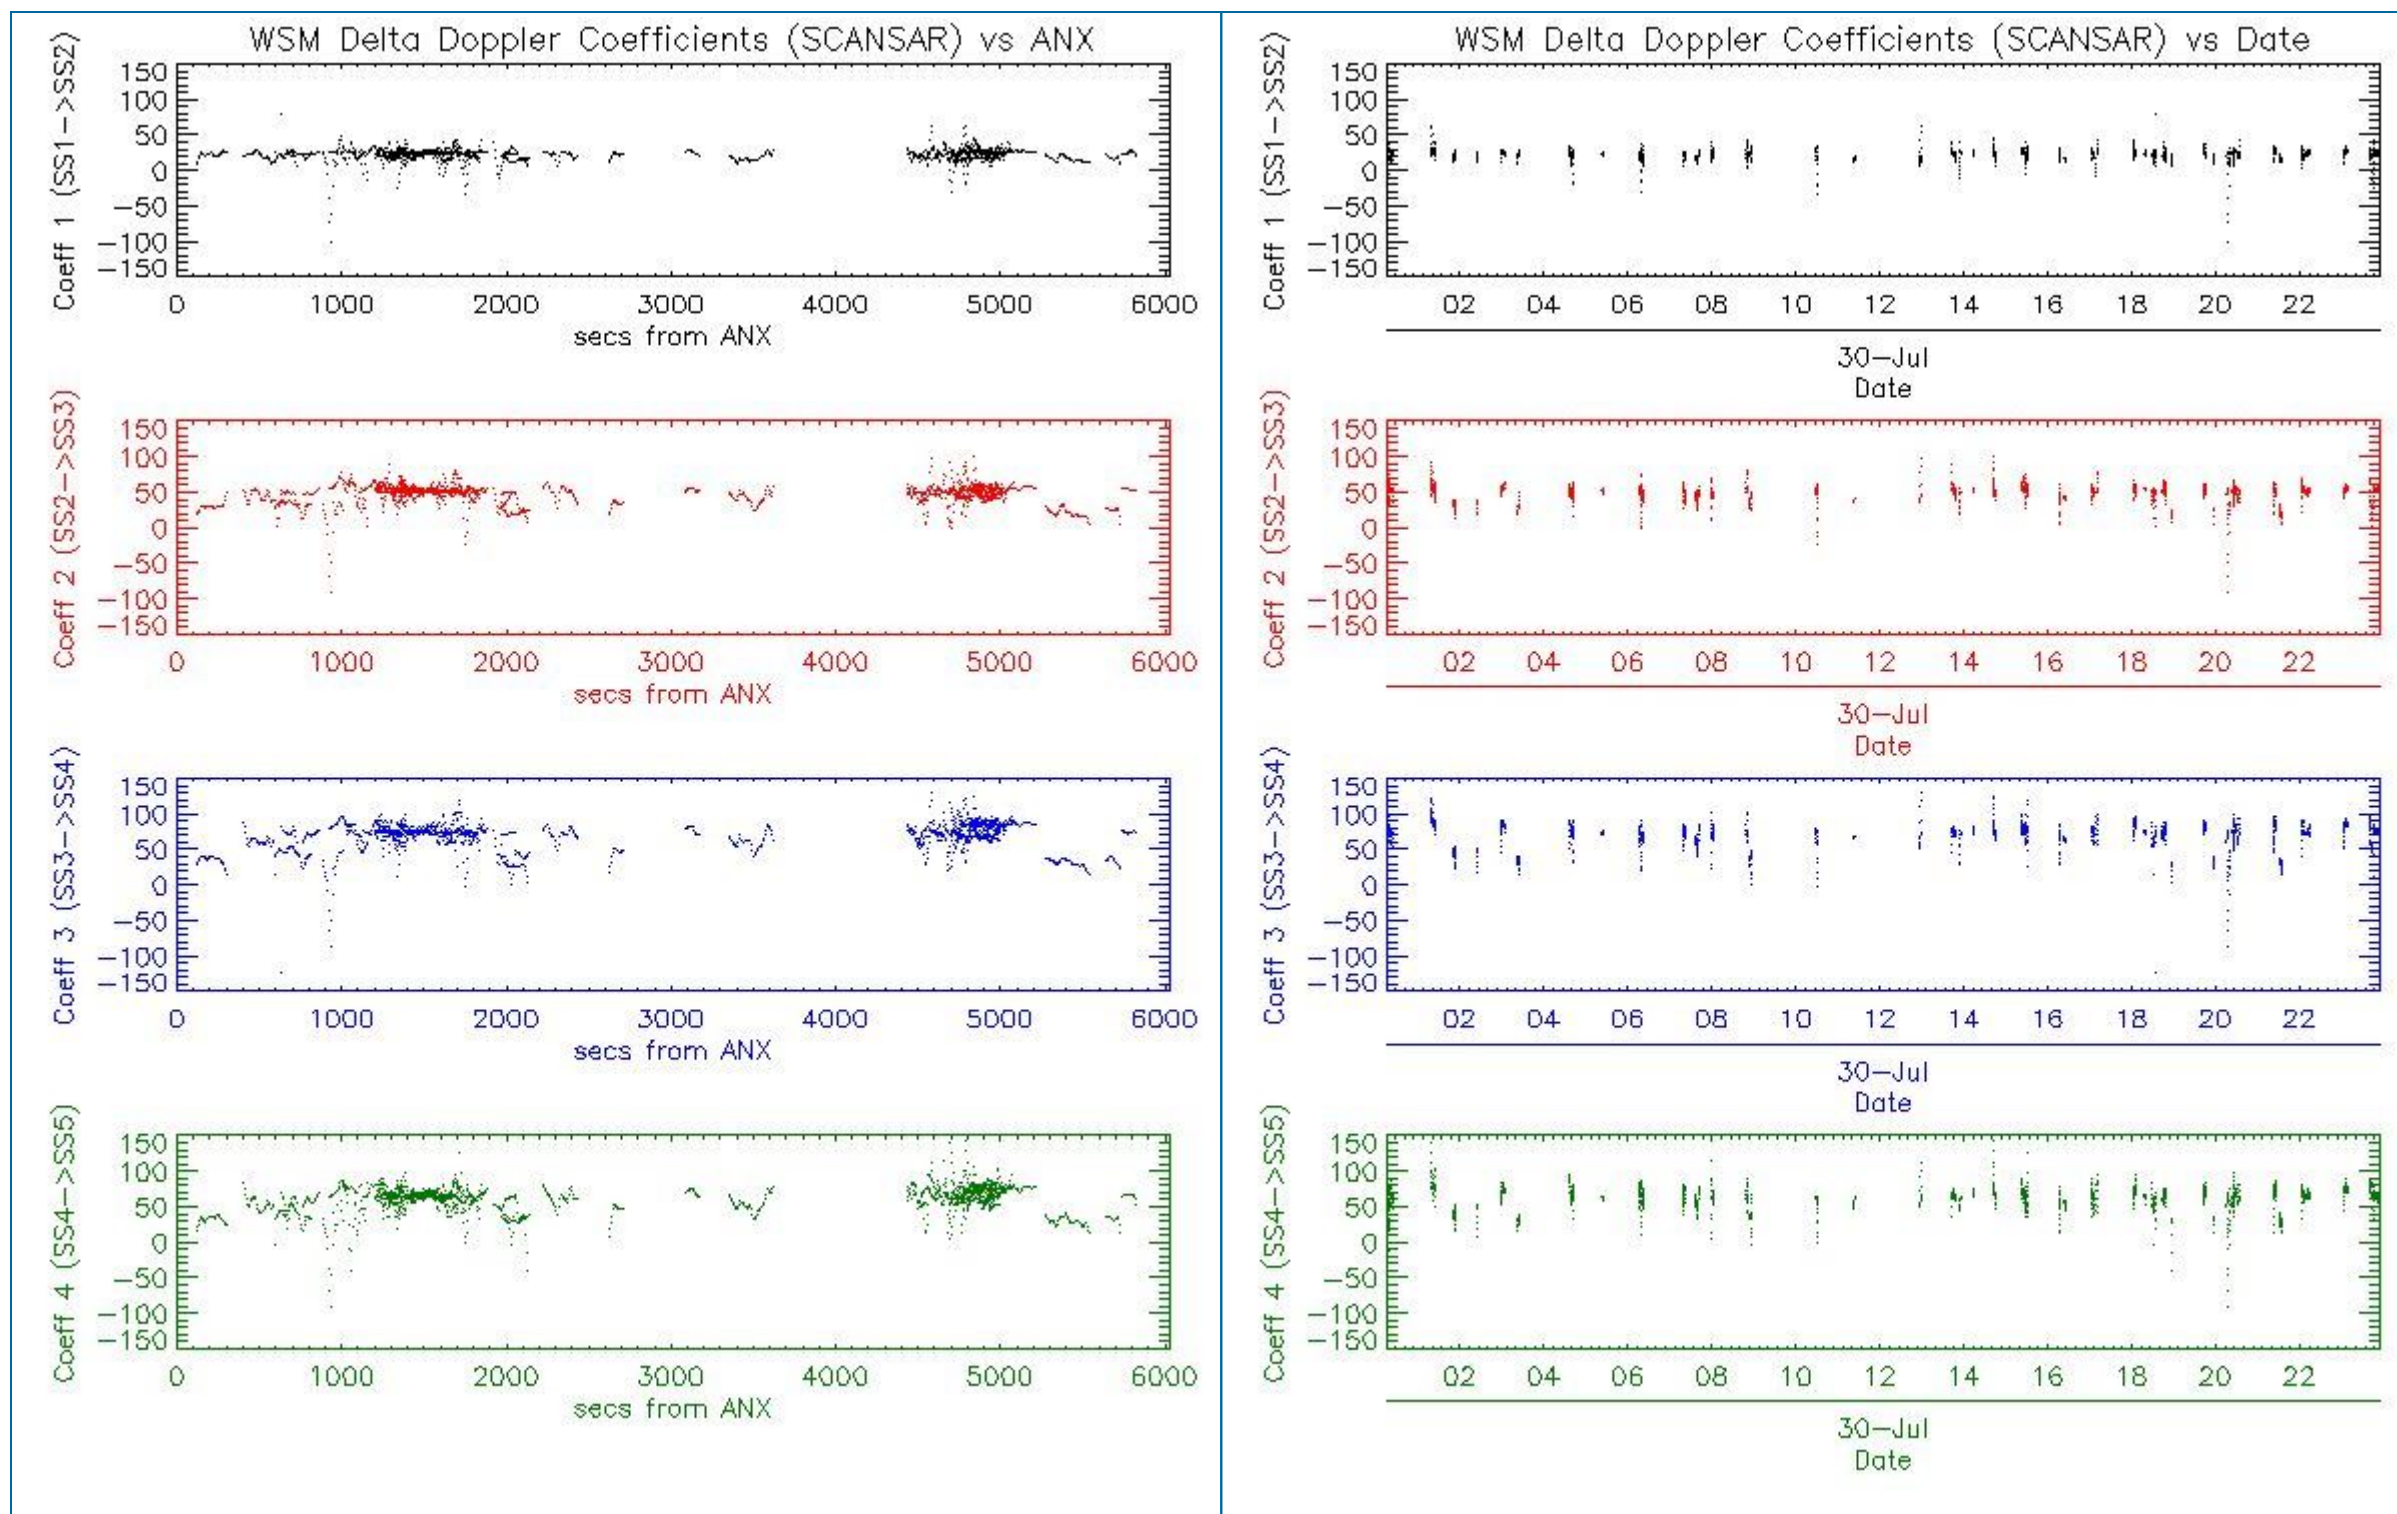 WSM Delta Doppler Coefficients (SCANSAR) vs ANX
Coeff 1 (SS1->SS2)
150
100
50
0
-50
-100
-150
0 1000 2000 3000 4000 5000 6000
secs from ANX
Coeff 2 (SS2->SS3)
150
100
50
0
-50
-100
-150
0 1000 2000 3000 4000 5000 6000
secs from ANX
Coeff 3 (SS3->SS4)
150
100
50
0
-50
-100
-150
0 1000 2000 3000 4000 5000 6000
secs from ANX
Coeff 4 (SS4->SS5)
150
100
50
0
-50
-100
-150
0 1000 2000 3000 4000 5000 6000
secs from ANX
WSM Delta Doppler Coefficients (SCANSAR) vs Date
Coeff 1 (SS1->SS2)
150
100
50
0
-50
-100
-150
02 04 06 08 10 12 14 16 18 20 22
30-Jul
Date
Coeff 2 (SS2->SS3)
150
100
50
0
-50
-100
-150
02 04 06 08 10 12 14 16 18 20 22
30-Jul
Date
Coeff 3 (SS3->SS4)
150
100
50
0
-50
-100
-150
02 04 06 08 10 12 14 16 18 20 22
30-Jul
Date
Coeff 4 (SS4->SS5)
150
100
50
0
-50
-100
-150
02 04 06 08 10 12 14 16 18 20 22
30-Jul
Date